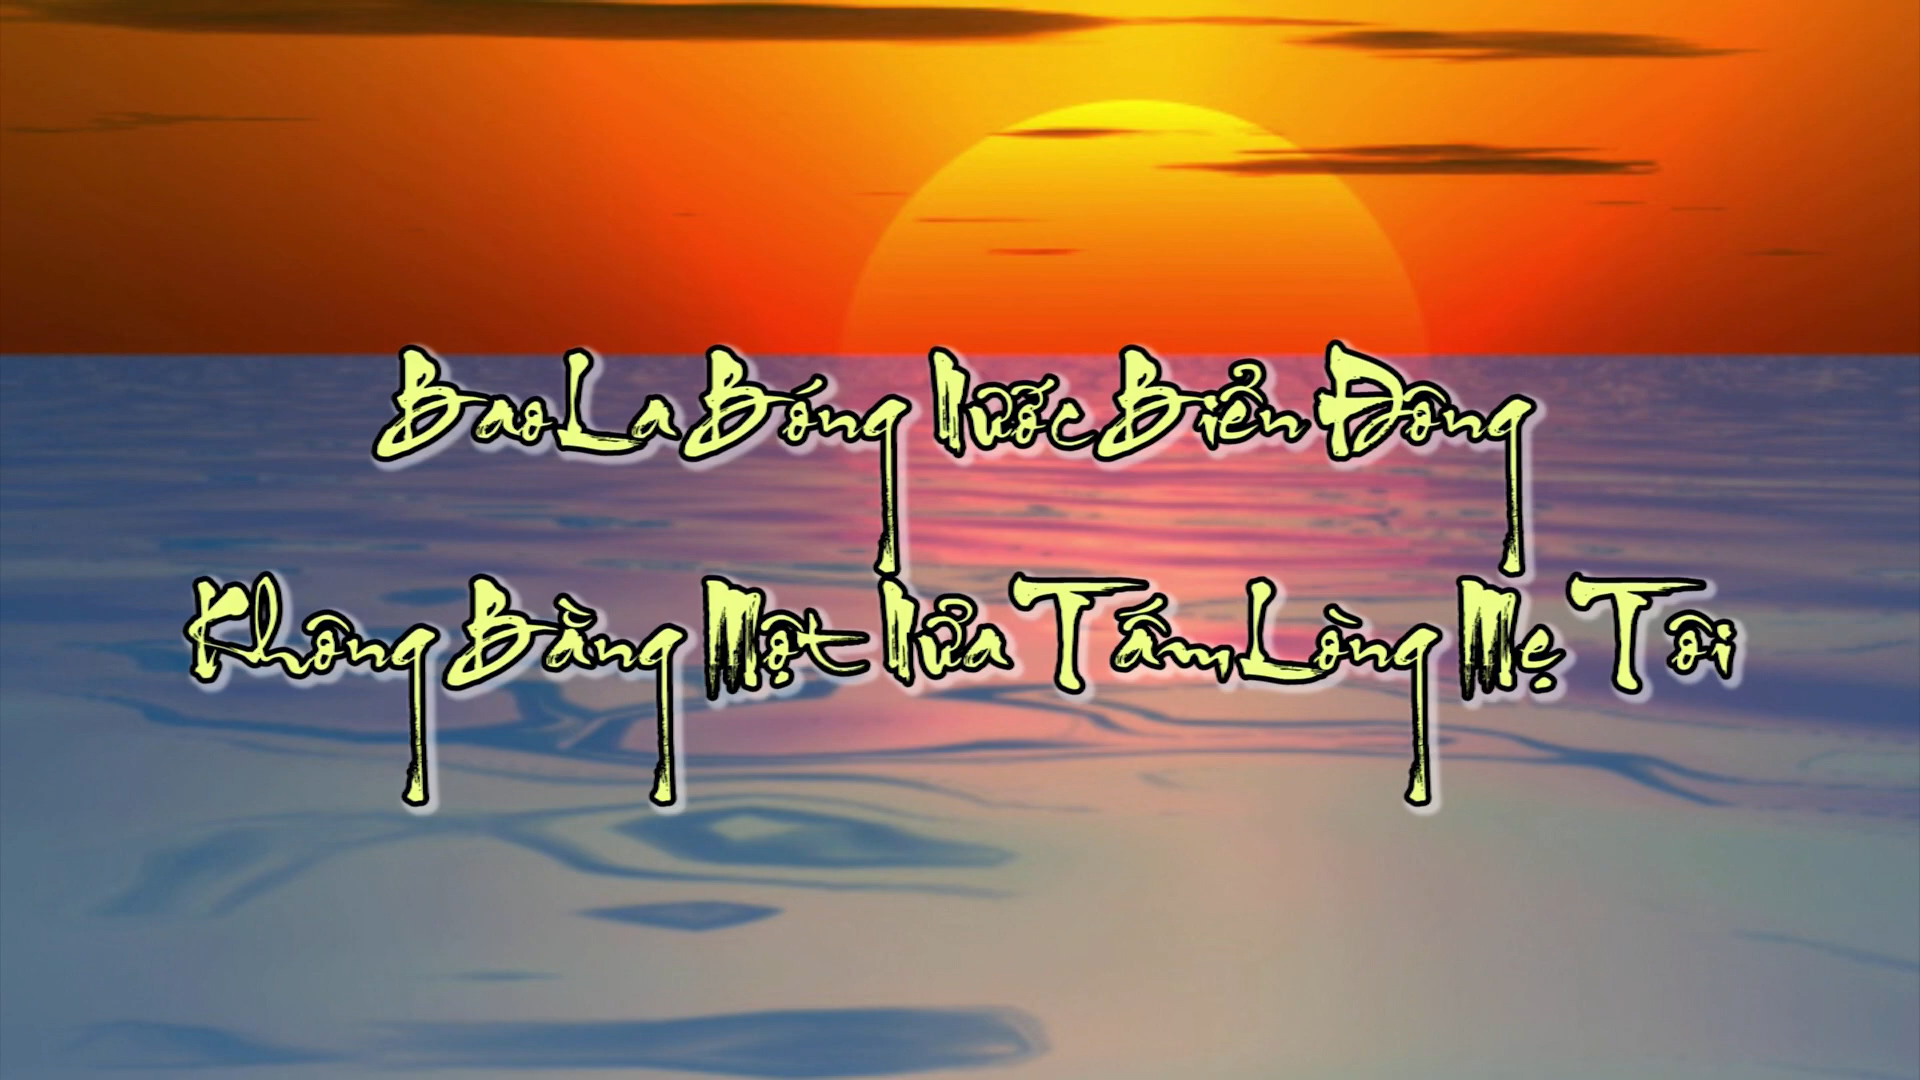 Bao La Bóng Nước Biển Đông
Không Bằng Một Nửa Tấm Lòng Mẹ Tôi